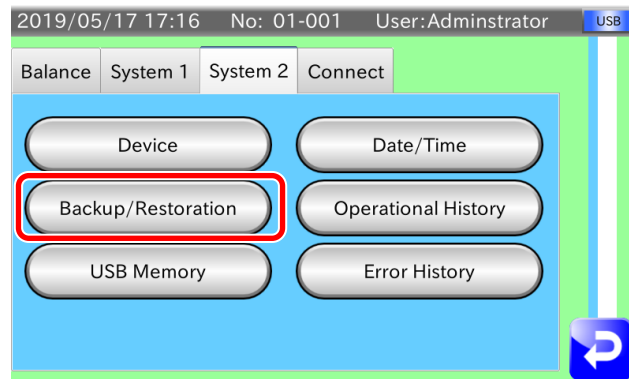 2019/05/17 17:16 No: 01-001 User:Adminstrator USB
Balance System 1 System 2 Connect
Device Date/Time
Backup/Restoration Operational History
USB Memory Error History